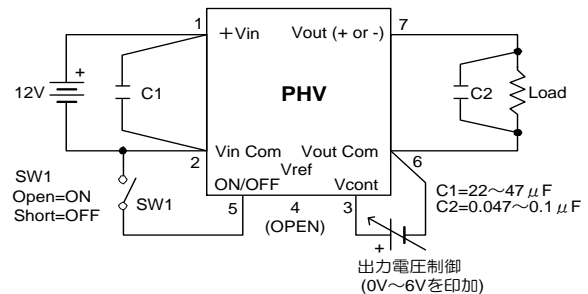 1
7
+Vin
Vout (+ or -)
+
12V
C1
PHV
C2
Load
Vin Com
Vout Com
2
6
SW1
Open=ON
Short=OFF
SW1
Vref
ON/OFF
Vcont
5
4
3
(OPEN)
C1=22～47μF
C2=0.047～0.1μF
+
出力電圧制御
(0V～6Vを印加)